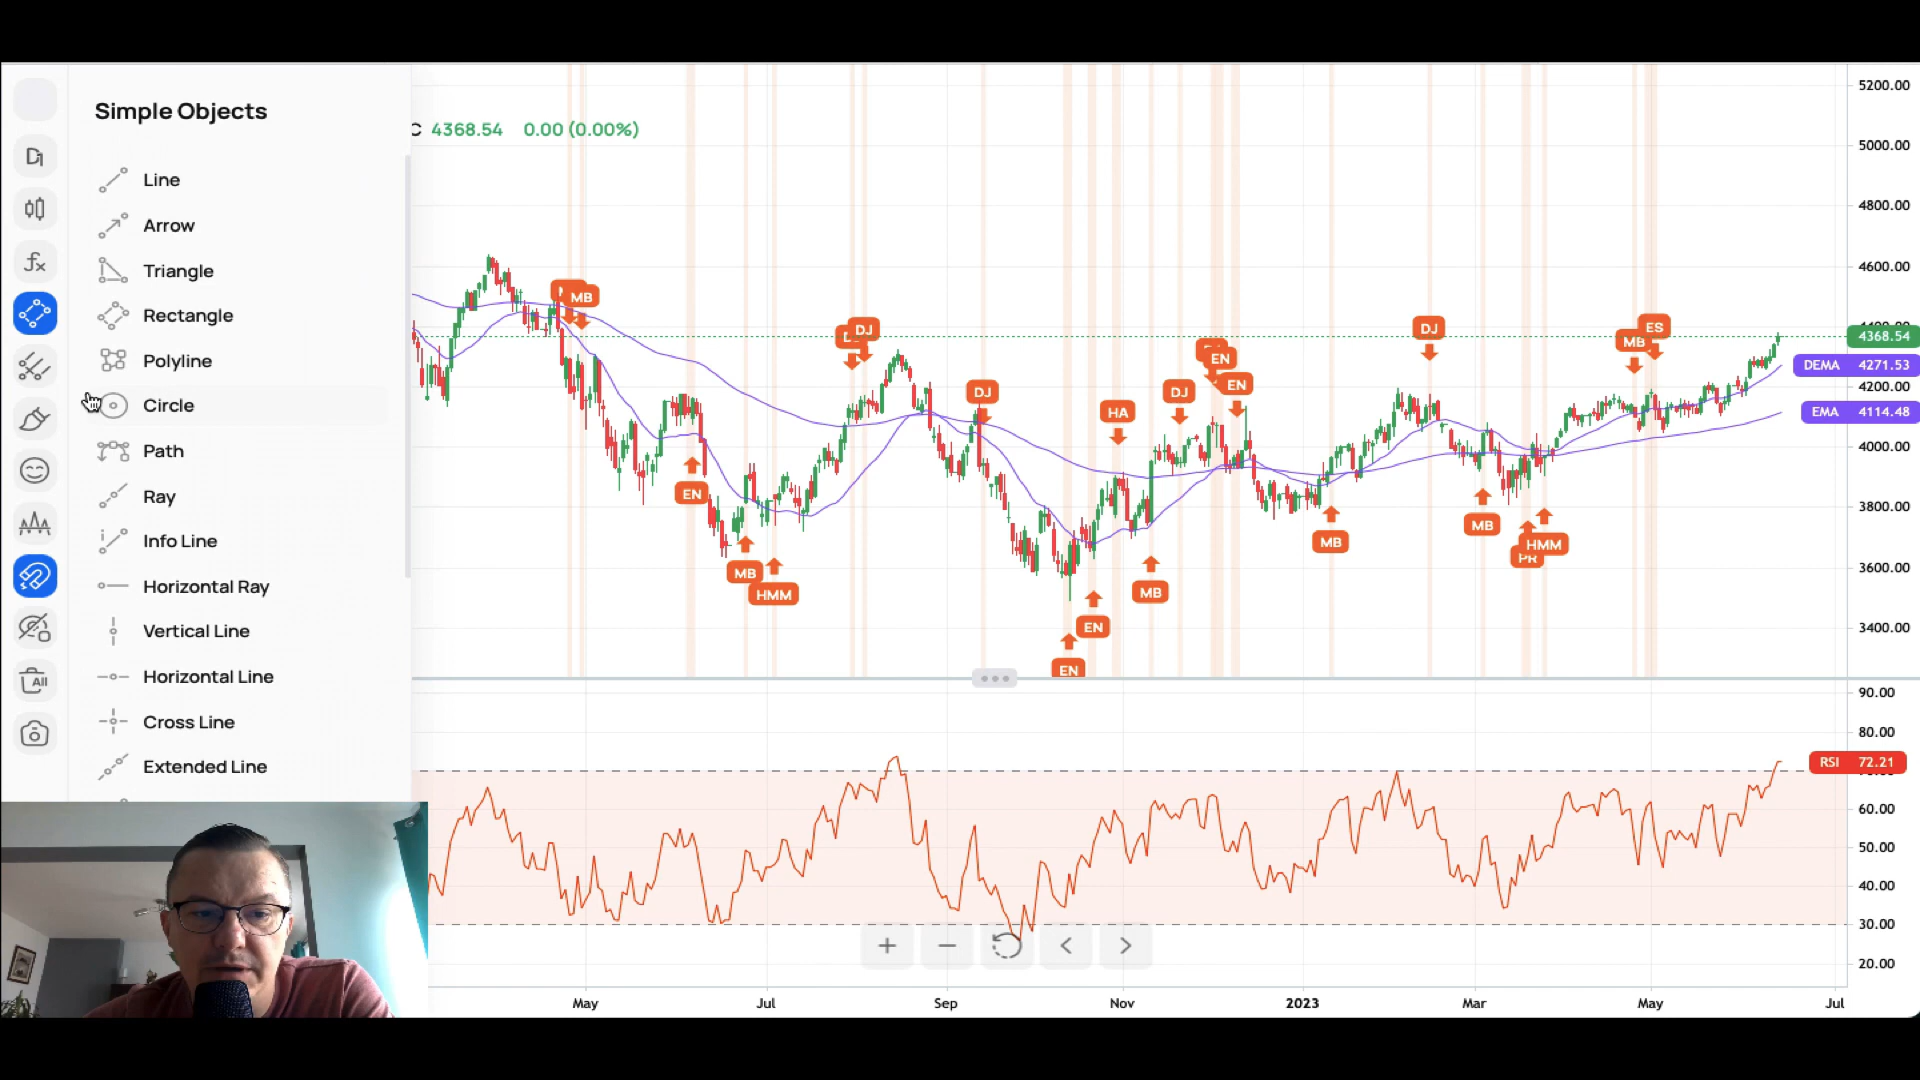 Simple Objects
C 4368.54 0.00 (0.00%)
Line
Arrow
Triangle
Rectangle
Polyline
Circle
Path
Ray
Info Line
Horizontal Ray
Vertical Line
Horizontal Line
Cross Line
Extended Line
D1
fx
All
MB
EN
MB
HMM
DJ
DJ
EN
EN
HA
MB
DJ
EN
EN
MB
DJ
MB
PR
HMM
MB
ES
5200.00
5000.00
4800.00
4600.00
4368.54
DEMA 4271.53
4200.00
EMA 4114.48
4000.00
3800.00
3600.00
3400.00
90.00
80.00
RSI 72.21
60.00
50.00
40.00
30.00
20.00
May Jul Sep Nov 2023 Mar May Jul